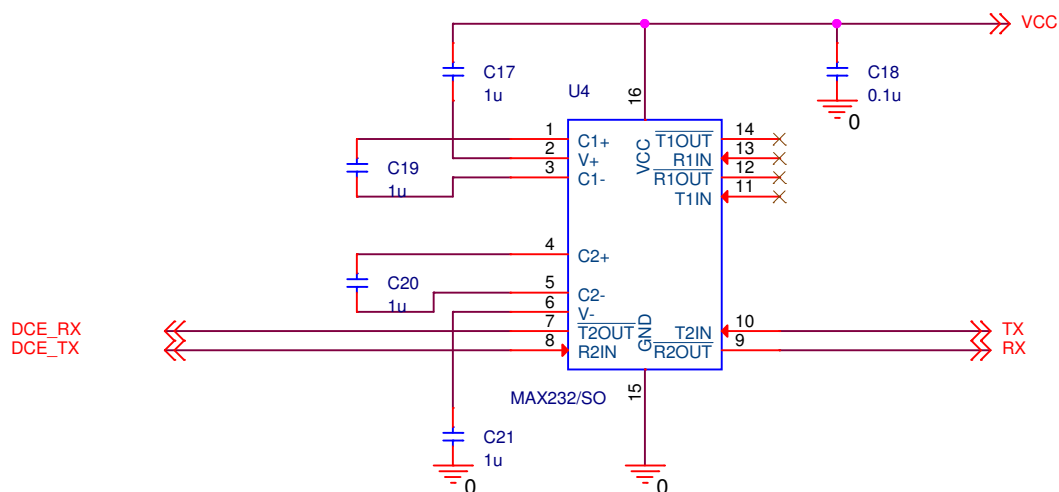 VCC
C17
1u
C18
0.1u
0
U4
16
1
2
3
4
5
6
7
8
C1+
V+
C1-
C2+
C2-
V-
T2OUT
R2IN
VCC
GND
T1OUT
R1IN
R1OUT
T1IN
T2IN
R2OUT
14
13
12
11
10
9
C19
1u
C20
1u
DCE_RX
DCE_TX
TX
RX
MAX232/SO
15
C21
1u
0
0